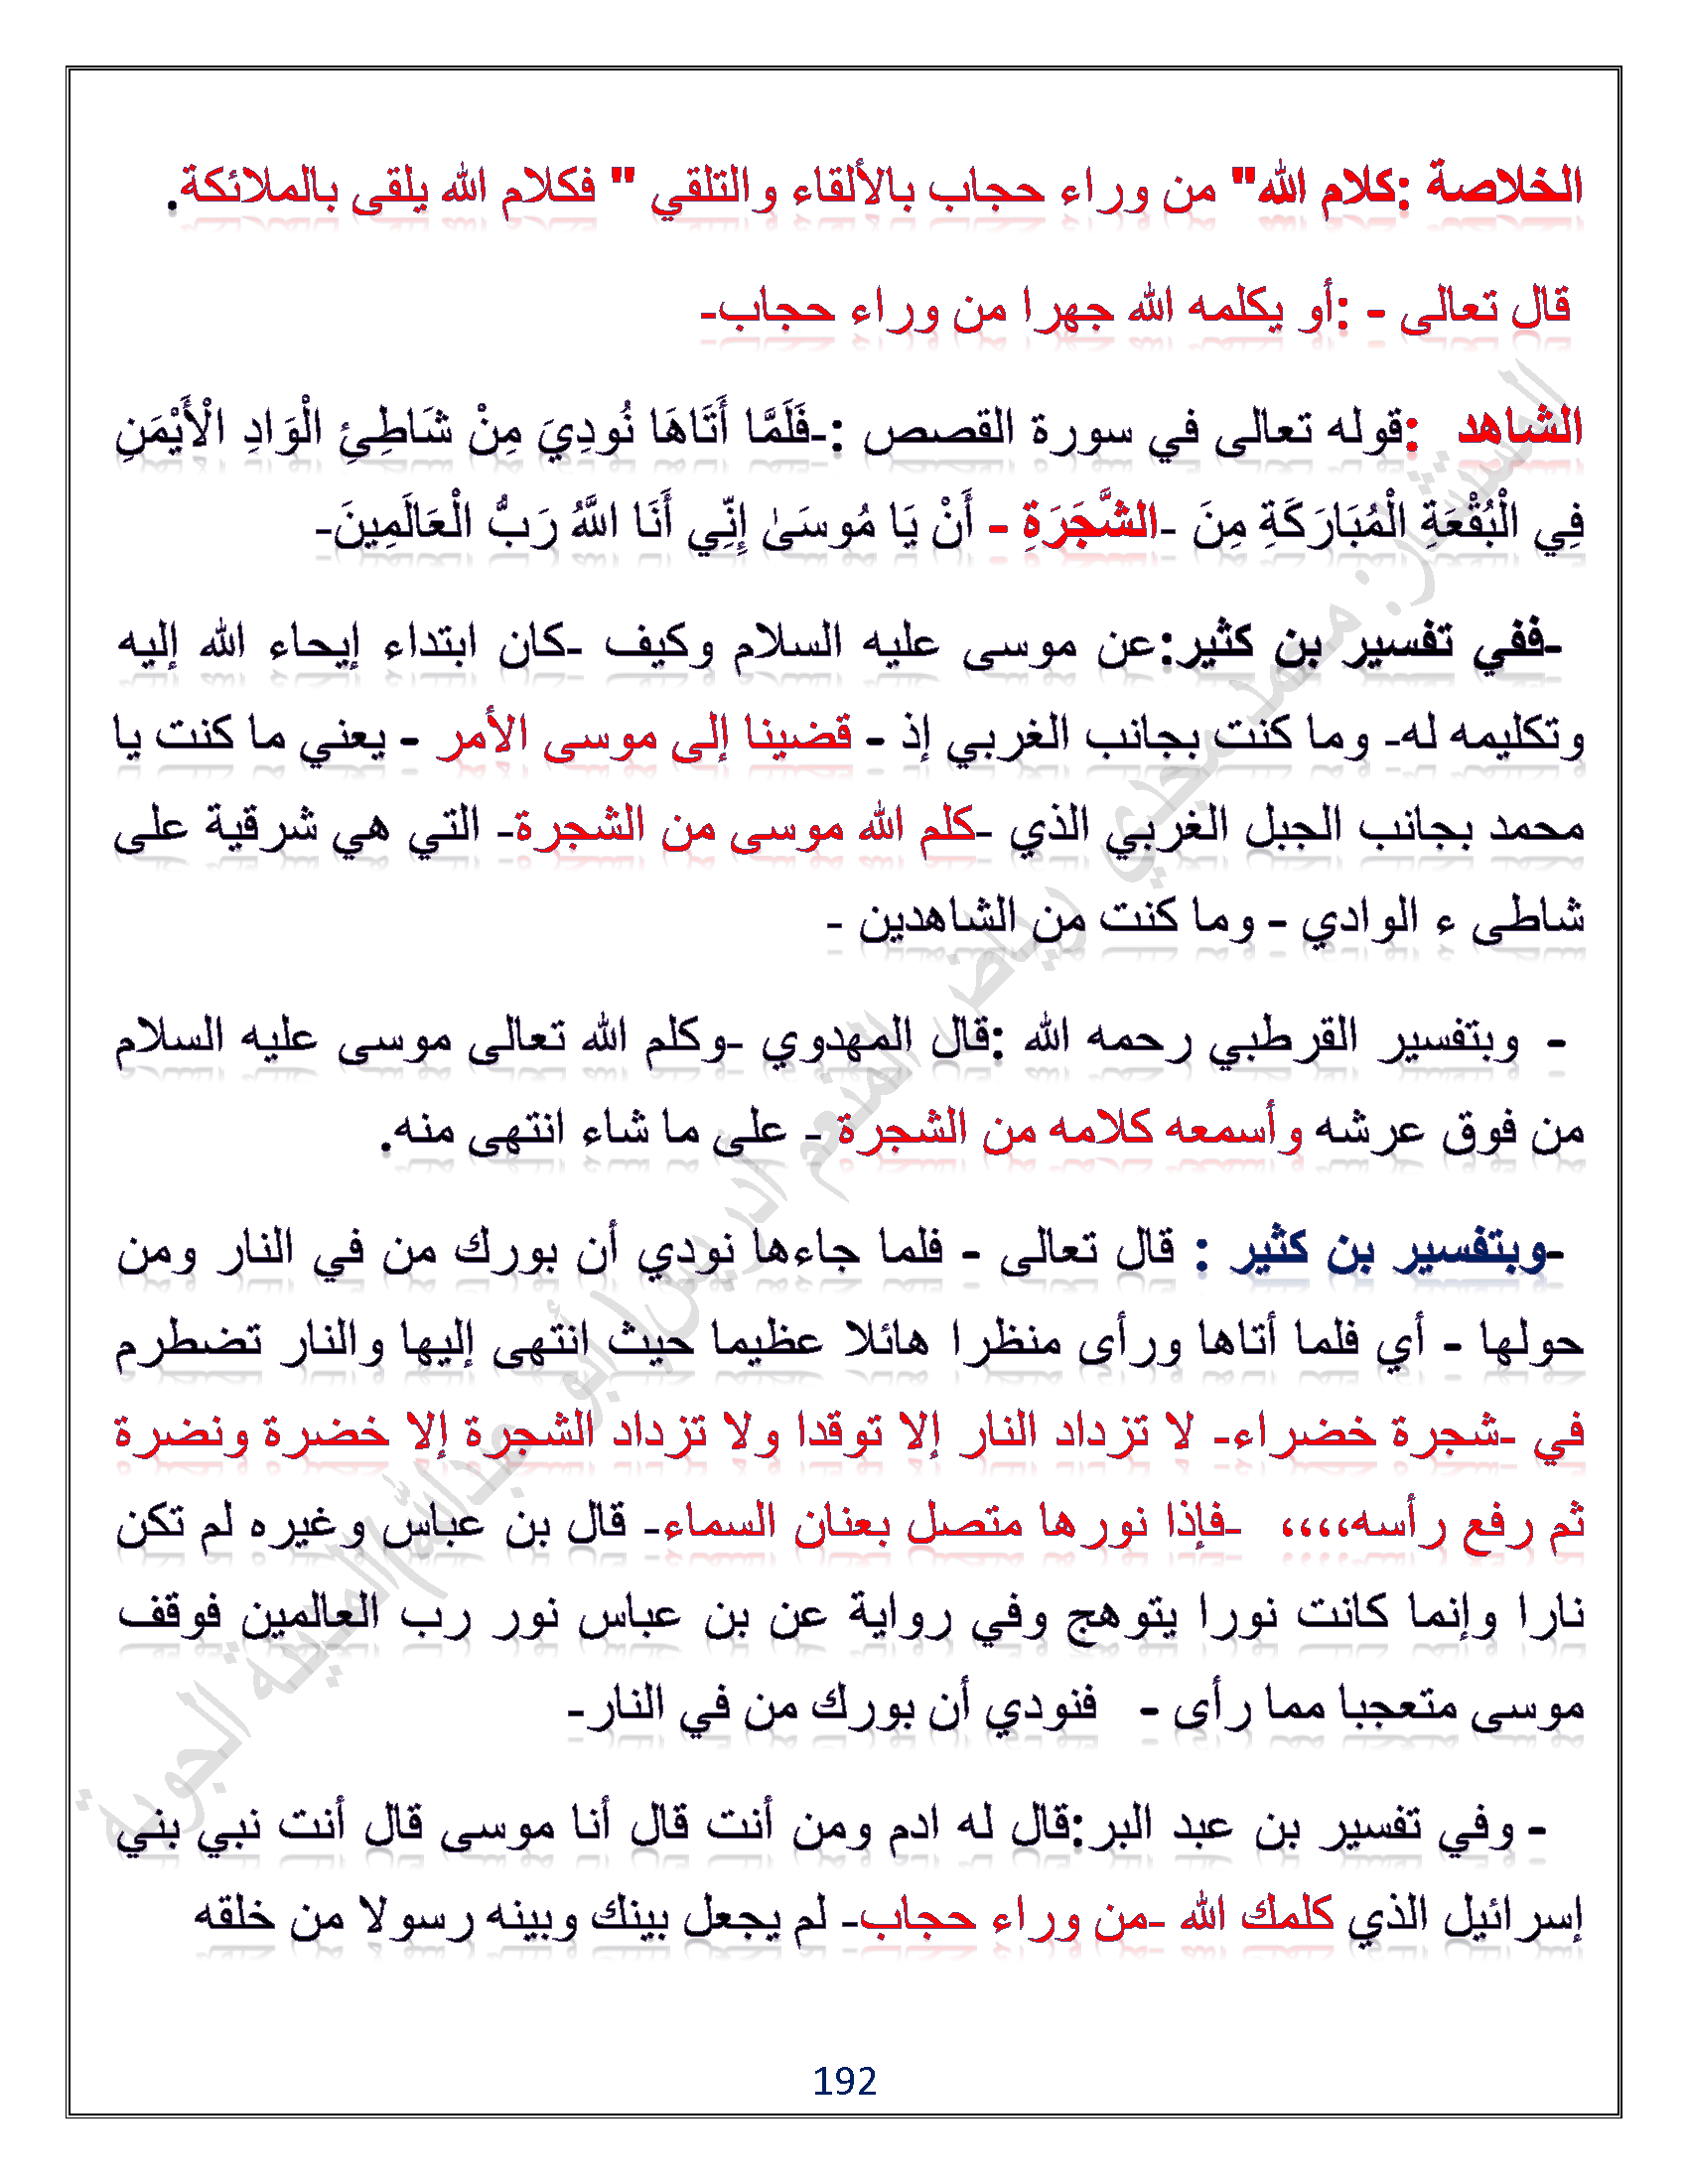 الخلاصة :كلام الله" من وراء حجاب بالألقاء والتلقي " فكلام الله يلقى بالملائكة.
قال تعالى - :أو يكلمه الله جهرا من وراء حجاب-
الشاهد :قوله تعالى في سورة القصص :-فَلَمَّا أَتَاهَا نُودِيَ مِنْ شَاطِئِ الْوَادِ الْأَيْمَنِ
فِي الْبُقْعَةِ الْمُبَارَكَةِ مِنَ -الشَّجَرَةِ - أَنْ يَا مُوسَىٰ إِنِّي أَنَا اللَّهُ رَبُّ الْعَالَمِينَ-
-ففي تفسير بن كثير:عن موسى عليه السلام وكيف -كان ابتداء إيحاء الله إليه
وتكليمه له- وما كنت بجانب الغربي إذ - قضينا إلى موسى الأمر - يعني ما كنت يا
محمد بجانب الجبل الغربي الذي -كلم الله موسى من الشجرة- التي هي شرقية على
شاطى ء الوادي - وما كنت من الشاهدين -
- وبتفسير القرطبي رحمه الله :قال المهدوي -وكلم الله تعالى موسى عليه السلام
من فوق عرشه وأسمعه كلامه من الشجرة - على ما شاء انتهى منه.
-وبتفسير بن كثير : قال تعالى - فلما جاءها نودي أن بورك من في النار ومن
حولها - أي فلما أتاها ورأى منظرا هائلا عظيما حيث انتهى إليها والنار تضطرم
في -شجرة خضراء- لا تزداد النار إلا توقدا ولا تزداد الشجرة إلا خضرة ونضرة
ثم رفع رأسه،،،، -فإذا نورها متصل بعنان السماء- قال بن عباس وغيره لم تكن
نارا وإنما كانت نورا يتوهج وفي رواية عن بن عباس نور رب العالمين فوقف
موسى متعجبا مما رأى - فنودي أن بورك من في النار-
- وفي تفسير بن عبد البر:قال له ادم ومن أنت قال أنا موسى قال أنت نبي بني
إسرائيل الذي كلمك الله -من وراء حجاب- لم يجعل بينك وبينه رسولا من خلقه
192
المستشار: محمد مجدي رياض المنعم ادريس/أبو عبدالله/المدينة